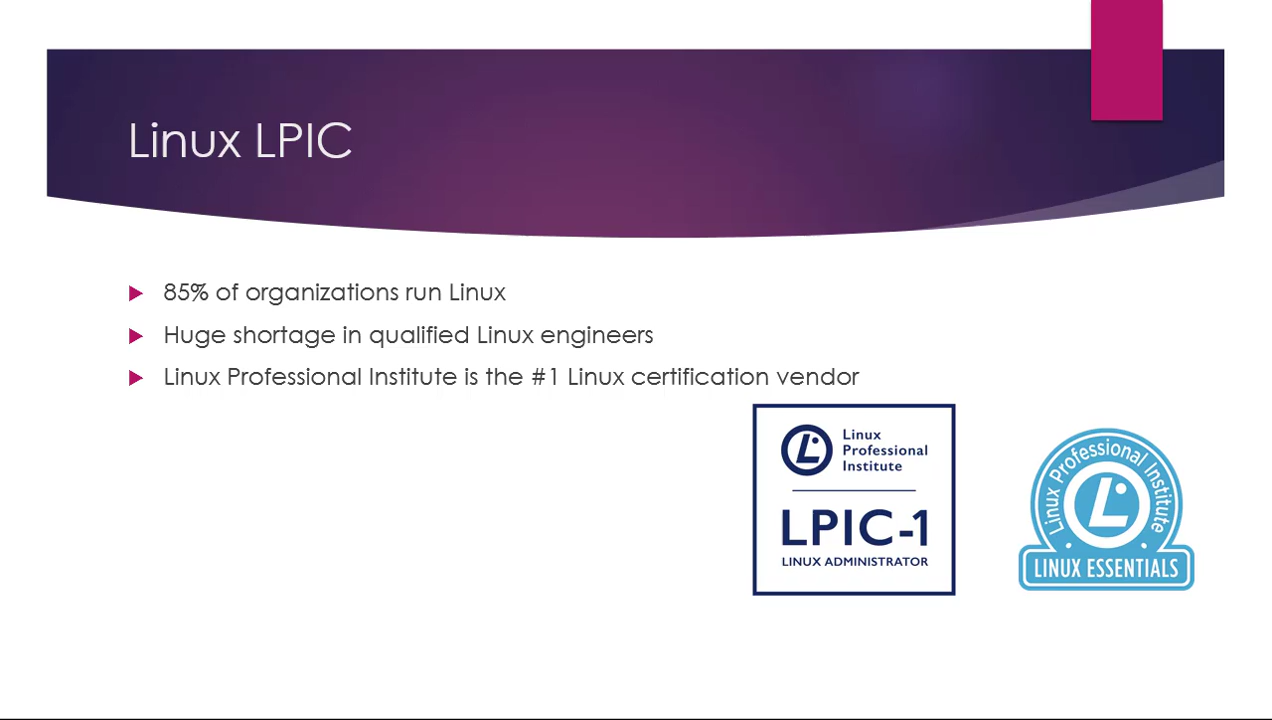 Linux LPIC
85% of organizations run Linux
Huge shortage in qualified Linux engineers
Linux Professional Institute is the #1 Linux certification vendor
Linux
Professional
Institute
LPIC-1
LINUX ADMINISTRATOR
Linux Professional Institute
LINUX ESSENTIALS